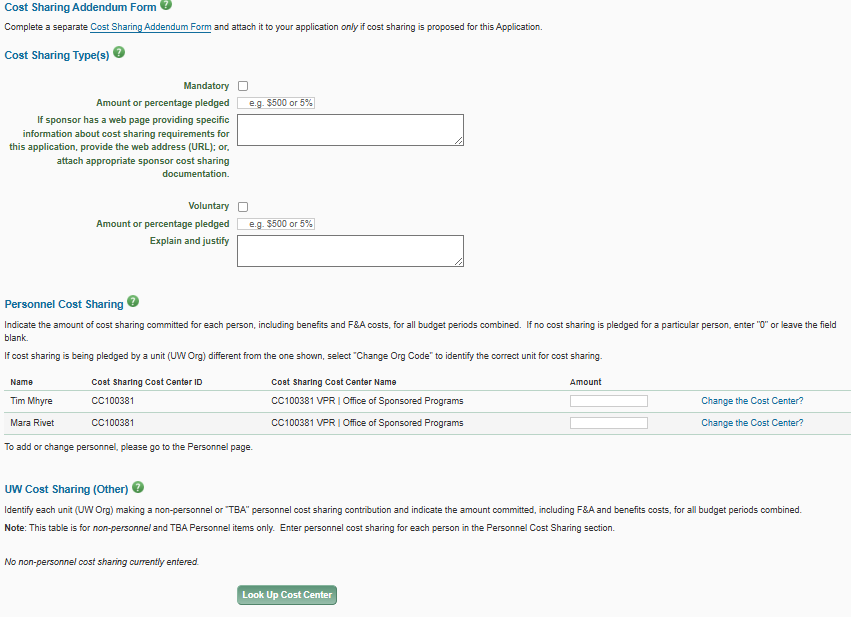 Cost Sharing Addendum Form ?
Complete a separate Cost Sharing Addendum Form and attach it to your application only if cost sharing is proposed for this Application.
Cost Sharing Type(s) ?
Mandatory
Amount or percentage pledged e.g. $500 or 5%
If sponsor has a web page providing specific
information about cost sharing requirements for
this application, provide the web address (URL); or,
attach appropriate sponsor cost sharing
documentation.
Voluntary
Amount or percentage pledged e.g. $500 or 5%
Explain and justify
Personnel Cost Sharing ?
Indicate the amount of cost sharing committed for each person, including benefits and F&A costs, for all budget periods combined. If no cost sharing is pledged for a particular person, enter "0" or leave the field
blank.
If cost sharing is being pledged by a unit (UW Org) different from the one shown, select "Change Org Code" to identify the correct unit for cost sharing.
Name Cost Sharing Cost Center ID Cost Sharing Cost Center Name Amount
Tim Mhyre CC100381 CC100381 VPR | Office of Sponsored Programs Change the Cost Center?
Mara Rivet CC100381 CC100381 VPR | Office of Sponsored Programs Change the Cost Center?
To add or change personnel, please go to the Personnel page.
UW Cost Sharing (Other) ?
Identify each unit (UW Org) making a non-personnel or "TBA" personnel cost sharing contribution and indicate the amount committed, including F&A and benefits costs, for all budget periods combined.
Note: This table is for non-personnel and TBA Personnel items only. Enter personnel cost sharing for each person in the Personnel Cost Sharing section.
No non-personnel cost sharing currently entered.
Look Up Cost Center